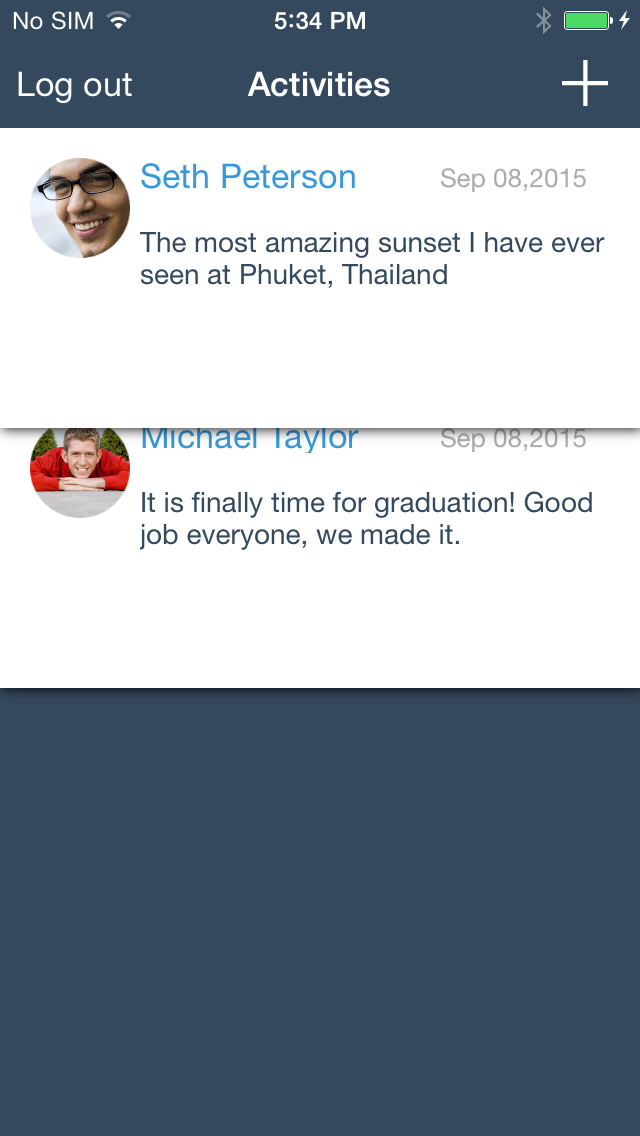 No SIM 5:34 PM
Log out Activities
Seth Peterson Sep 08,2015
The most amazing sunset I have ever
seen at Phuket, Thailand
Michael Taylor Sep 08,2015
It is finally time for graduation! Good
job everyone, we made it.